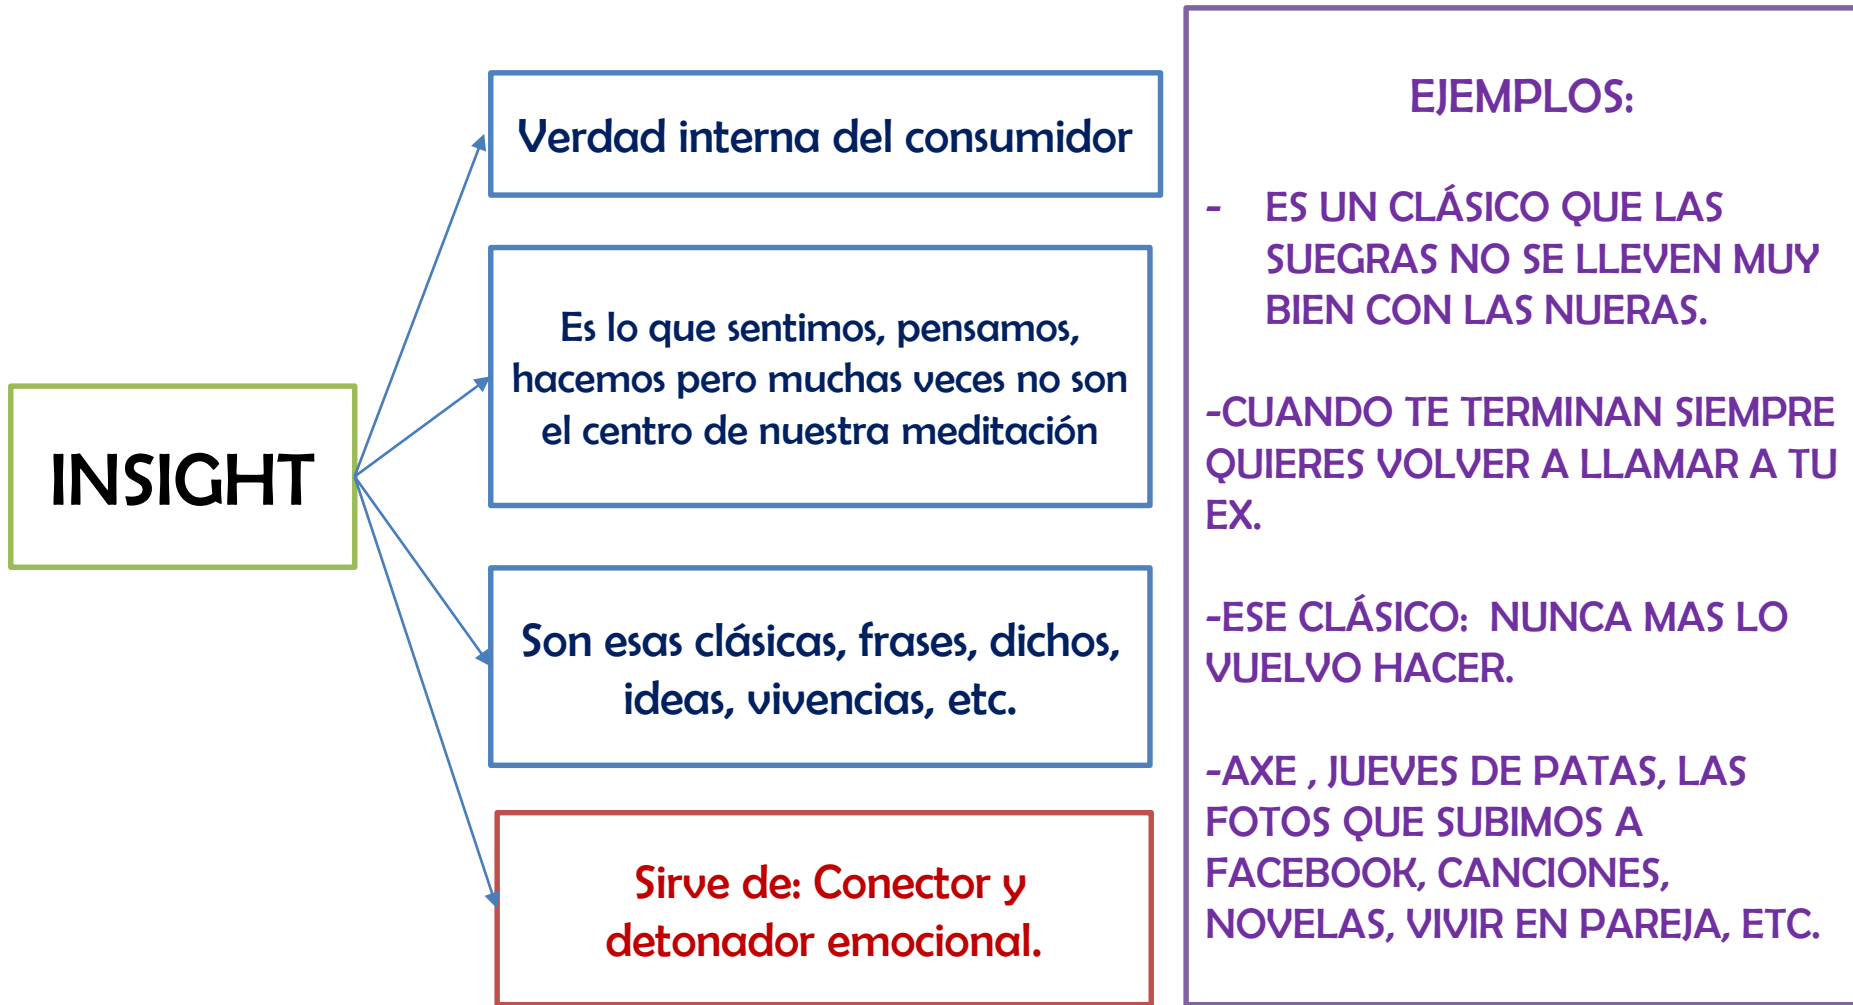 INSIGHT
Verdad interna del consumidor
Es lo que sentimos, pensamos,
hacemos pero muchas veces no son
el centro de nuestra meditación
Son esas clásicas, frases, dichos,
ideas, vivencias, etc.
Sirve de: Conector y
detonador emocional.
EJEMPLOS:
- ES UN CLÁSICO QUE LAS
SUEGRAS NO SE LLEVEN MUY
BIEN CON LAS NUERAS.
-CUANDO TE TERMINAN SIEMPRE
QUIERES VOLVER A LLAMAR A TU
EX.
-ESE CLÁSICO: NUNCA MAS LO
VUELVO HACER.
-AXE , JUEVES DE PATAS, LAS
FOTOS QUE SUBIMOS A
FACEBOOK, CANCIONES,
NOVELAS, VIVIR EN PAREJA, ETC.